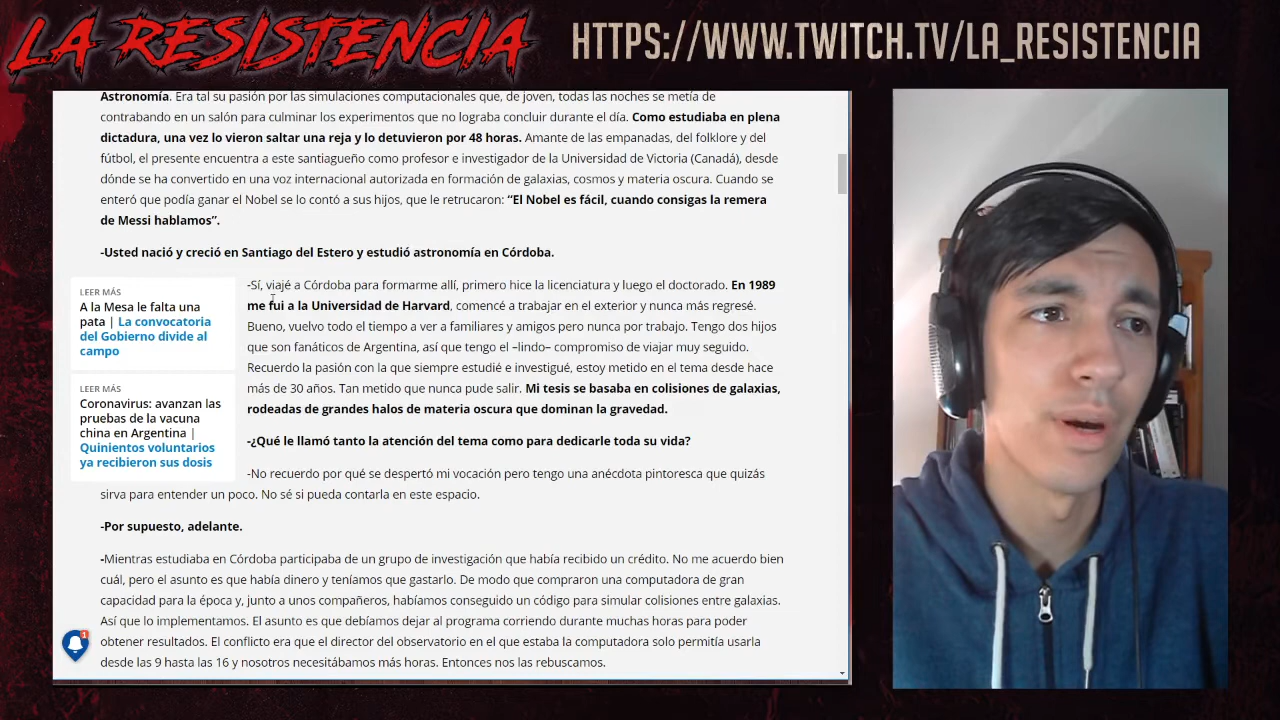 LA RESISTENCIA
HTTPS://WWW.TWITCH.TV/LA_RESISTENCIA
Astronomía. Era tal su pasión por las simulaciones computacionales que, de joven, todas las noches se metía de
contrabando en un salón para culminar los experimentos que no lograba concluir durante el día. Como estudiaba en plena
dictadura, una vez lo vieron saltar una reja y lo detuvieron por 48 horas. Amante de las empanadas, del folklore y del
fútbol, el presente encuentra a este santiagueño como profesor e investigador de la Universidad de Victoria (Canadá), desde
dónde se ha convertido en una voz internacional autorizada en formación de galaxias, cosmos y materia oscura. Cuando se
enteró que podía ganar el Nobel se lo contó a sus hijos, que le retrucaron: “El Nobel es fácil, cuando consigas la remera
de Messi hablamos”.
-Usted nació y creció en Santiago del Estero y estudió astronomía en Córdoba.
LEER MÁS
A la Mesa le falta una
pata | La convocatoria
del Gobierno divide al
campo
LEER MÁS
Coronavirus: avanzan las
pruebas de la vacuna
china en Argentina |
Quinientos voluntarios
ya recibieron sus dosis
-Sí, viajé a Córdoba para formarme allí, primero hice la licenciatura y luego el doctorado. En 1989
me fui a la Universidad de Harvard, comencé a trabajar en el exterior y nunca más regresé.
Bueno, vuelvo todo el tiempo a ver a familiares y amigos pero nunca por trabajo. Tengo dos hijos
que son fanáticos de Argentina, así que tengo el –lindo– compromiso de viajar muy seguido.
Recuerdo la pasión con la que siempre estudié e investigué, estoy metido en el tema desde hace
más de 30 años. Tan metido que nunca pude salir. Mi tesis se basaba en colisiones de galaxias,
rodeadas de grandes halos de materia oscura que dominan la gravedad.
-¿Qué le llamó tanto la atención del tema como para dedicarle toda su vida?
-No recuerdo por qué se despertó mi vocación pero tengo una anécdota pintoresca que quizás
sirva para entender un poco. No sé si pueda contarla en este espacio.
-Por supuesto, adelante.
-Mientras estudiaba en Córdoba participaba de un grupo de investigación que había recibido un crédito. No me acuerdo bien
cuál, pero el asunto es que había dinero y teníamos que gastarlo. De modo que compraron una computadora de gran
capacidad para la época y, junto a unos compañeros, habíamos conseguido un código para simular colisiones entre galaxias.
Así que lo implementamos. El asunto es que debíamos dejar al programa corriendo durante muchas horas para poder
obtener resultados. El conflicto era que el director del observatorio en el que estaba la computadora solo permitía usarla
desde las 9 hasta las 16 y nosotros necesitábamos más horas. Entonces nos las rebuscamos.
1